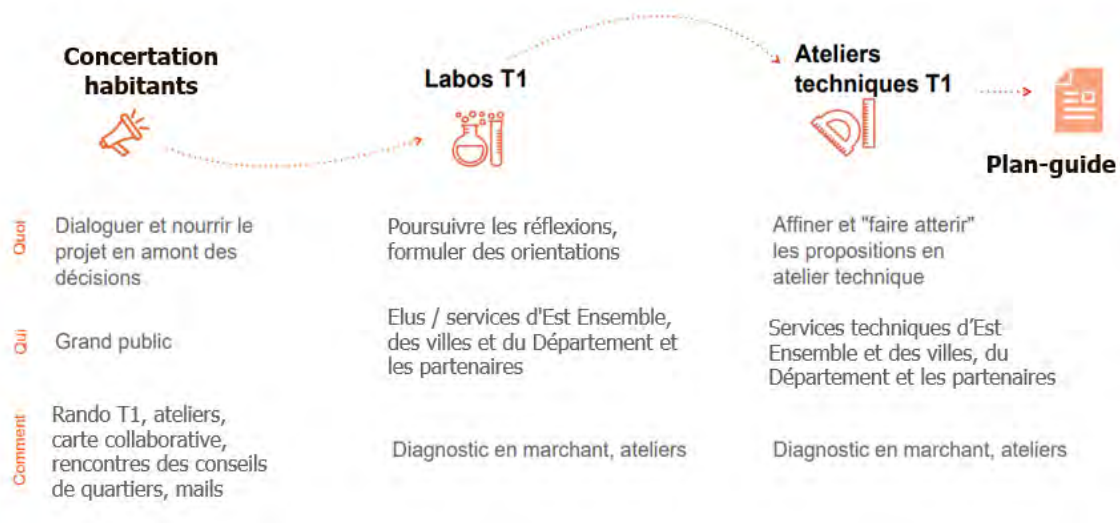 Concertation
habitants
Labos T1
Ateliers
techniques T1
Plan-guide
Quoi
Dialoguer et nourrir le
projet en amont des
décisions
Poursuivre les réflexions,
formuler des orientations
Affiner et "faire atterir"
les propositions en
atelier technique
Qui
Grand public
Elus / services d'Est Ensemble,
des villes et du Département et
les partenaires
Services techniques d’Est
Ensemble et des villes, du
Département et les partenaires
Comment
Rando T1, ateliers,
carte collaborative,
rencontres des conseils
de quartiers, mails
Diagnostic en marchant, ateliers
Diagnostic en marchant, ateliers